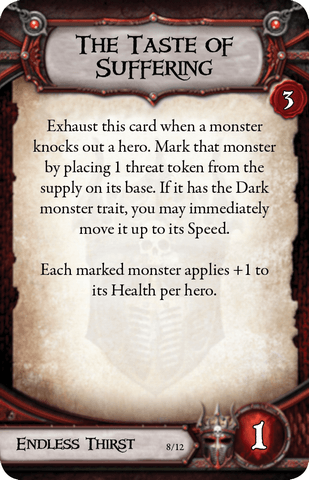 The Taste of
Suffering
3
Exhaust this card when a monster
knocks out a hero. Mark that monster
by placing 1 threat token from the
supply on its base. If it has the Dark
monster trait, you may immediately
move it up to its Speed.
Each marked monster applies +1 to
its Health per hero.
Endless Thirst
8/12
1